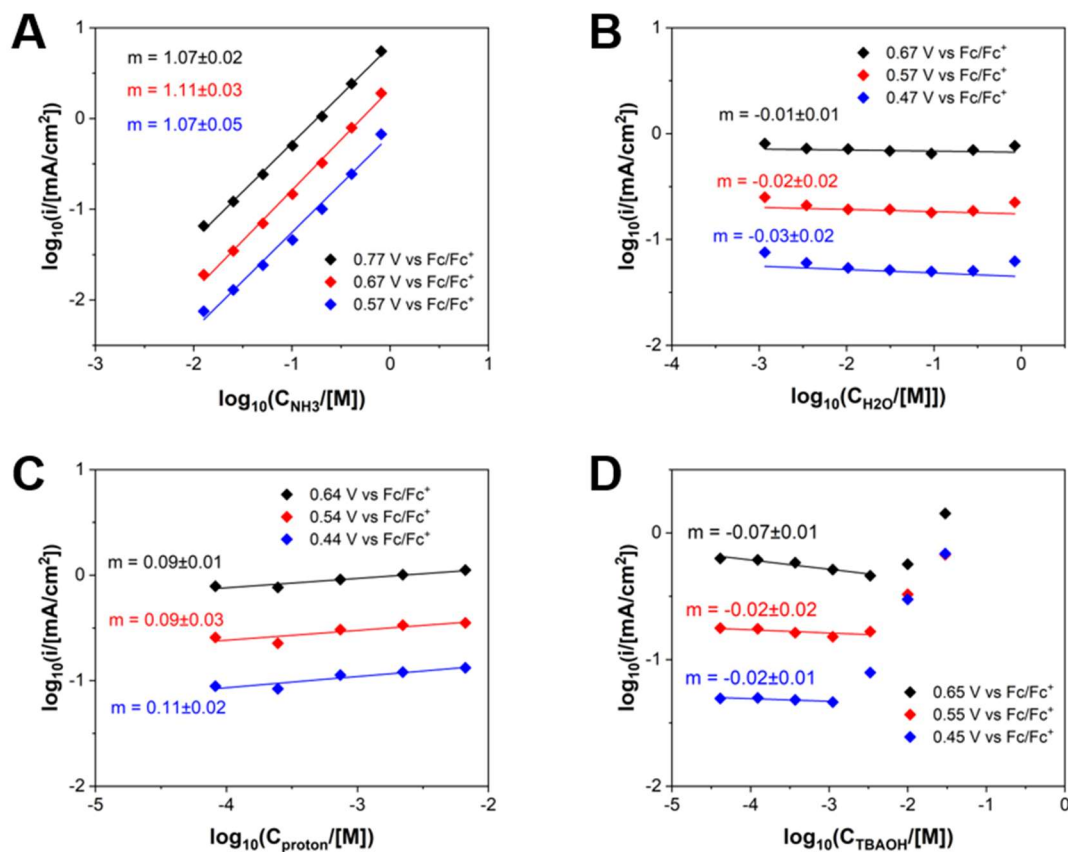 A
m = 1.07±0.02
m = 1.11±0.03
m = 1.07±0.05
0.77 V vs Fc/Fc⁺
0.67 V vs Fc/Fc⁺
0.57 V vs Fc/Fc⁺
1
0
-1
-2
-3
-2
-1
0
1
log₁₀(i/[mA/cm²])
log₁₀(C_NH3/[M])
B
0.67 V vs Fc/Fc⁺
0.57 V vs Fc/Fc⁺
0.47 V vs Fc/Fc⁺
m = -0.01±0.01
m = -0.02±0.02
m = -0.03±0.02
1
0
-1
-2
-4
-3
-2
-1
0
1
log₁₀(i/[mA/cm²])
log₁₀(C_H2O/[M]])
C
0.64 V vs Fc/Fc⁺
0.54 V vs Fc/Fc⁺
0.44 V vs Fc/Fc⁺
m = 0.09±0.01
m = 0.09±0.03
m = 0.11±0.02
1
0
-1
-2
-5
-4
-3
-2
log₁₀(i/[mA/cm²])
log₁₀(C_proton/[M])
D
m = -0.07±0.01
m = -0.02±0.02
m = -0.02±0.01
0.65 V vs Fc/Fc⁺
0.55 V vs Fc/Fc⁺
0.45 V vs Fc/Fc⁺
0
-1
-2
-5
-4
-3
-2
-1
0
log₁₀(i/[mA/cm²])
log₁₀(C_TBAOH/[M])